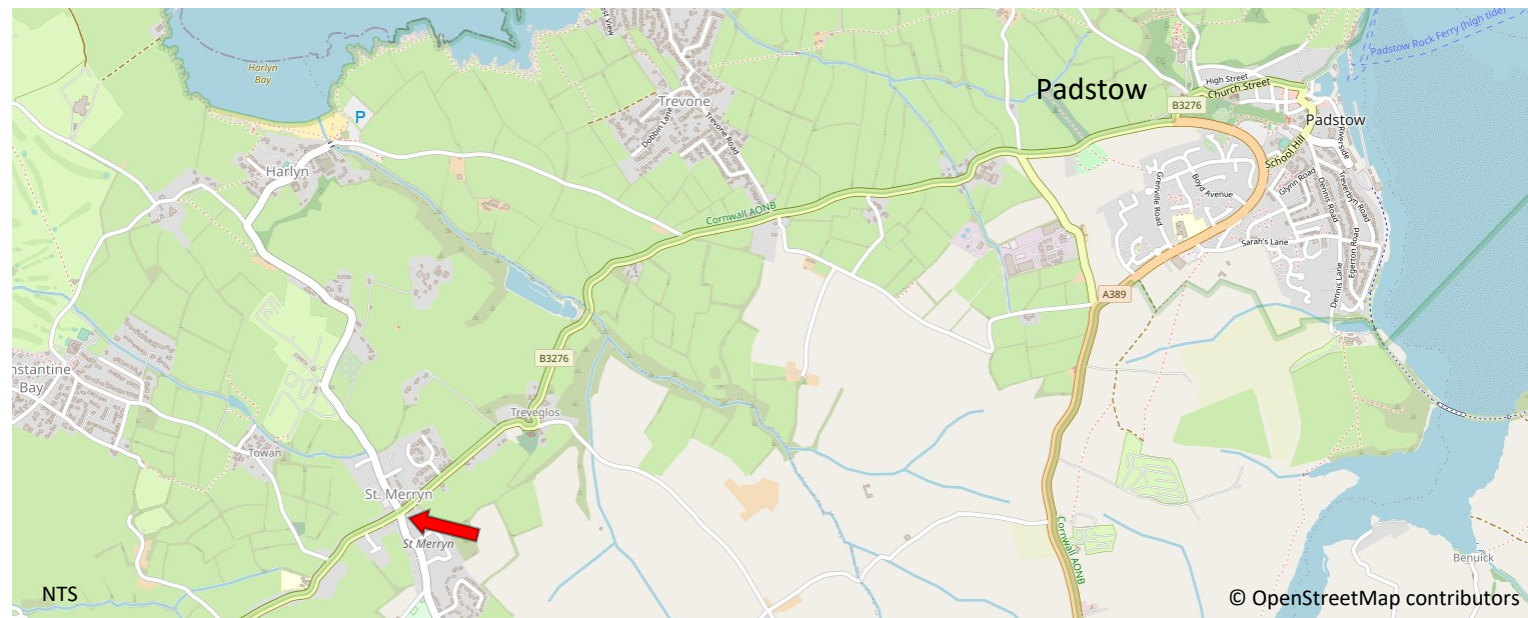 Harlyn
Bay
P
Harlyn
est View
Trevone
Dobbin Lane
Trevone Road
Padstow
B3276
High Street
Church Street
Padstow Rock Ferry (high tide)
Padstow
School Hill
Riverside
Treverbyn Road
Glynn Road
Dennis Road
Boyd Avenue
Grenville Road
Sarah's Lane
Egerton Road
Dennis Lane
Cornwall AONB
A389
B3276
nstantine
Bay
Treveglos
Towan
St. Merryn
St Merryn
Cornwall AONB
Benuick
NTS
© OpenStreetMap contributors